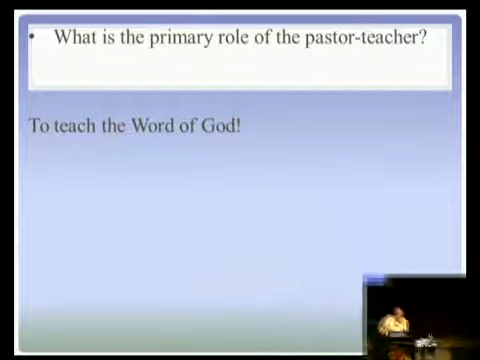 • What is the primary role of the pastor-teacher?
To teach the Word of God!